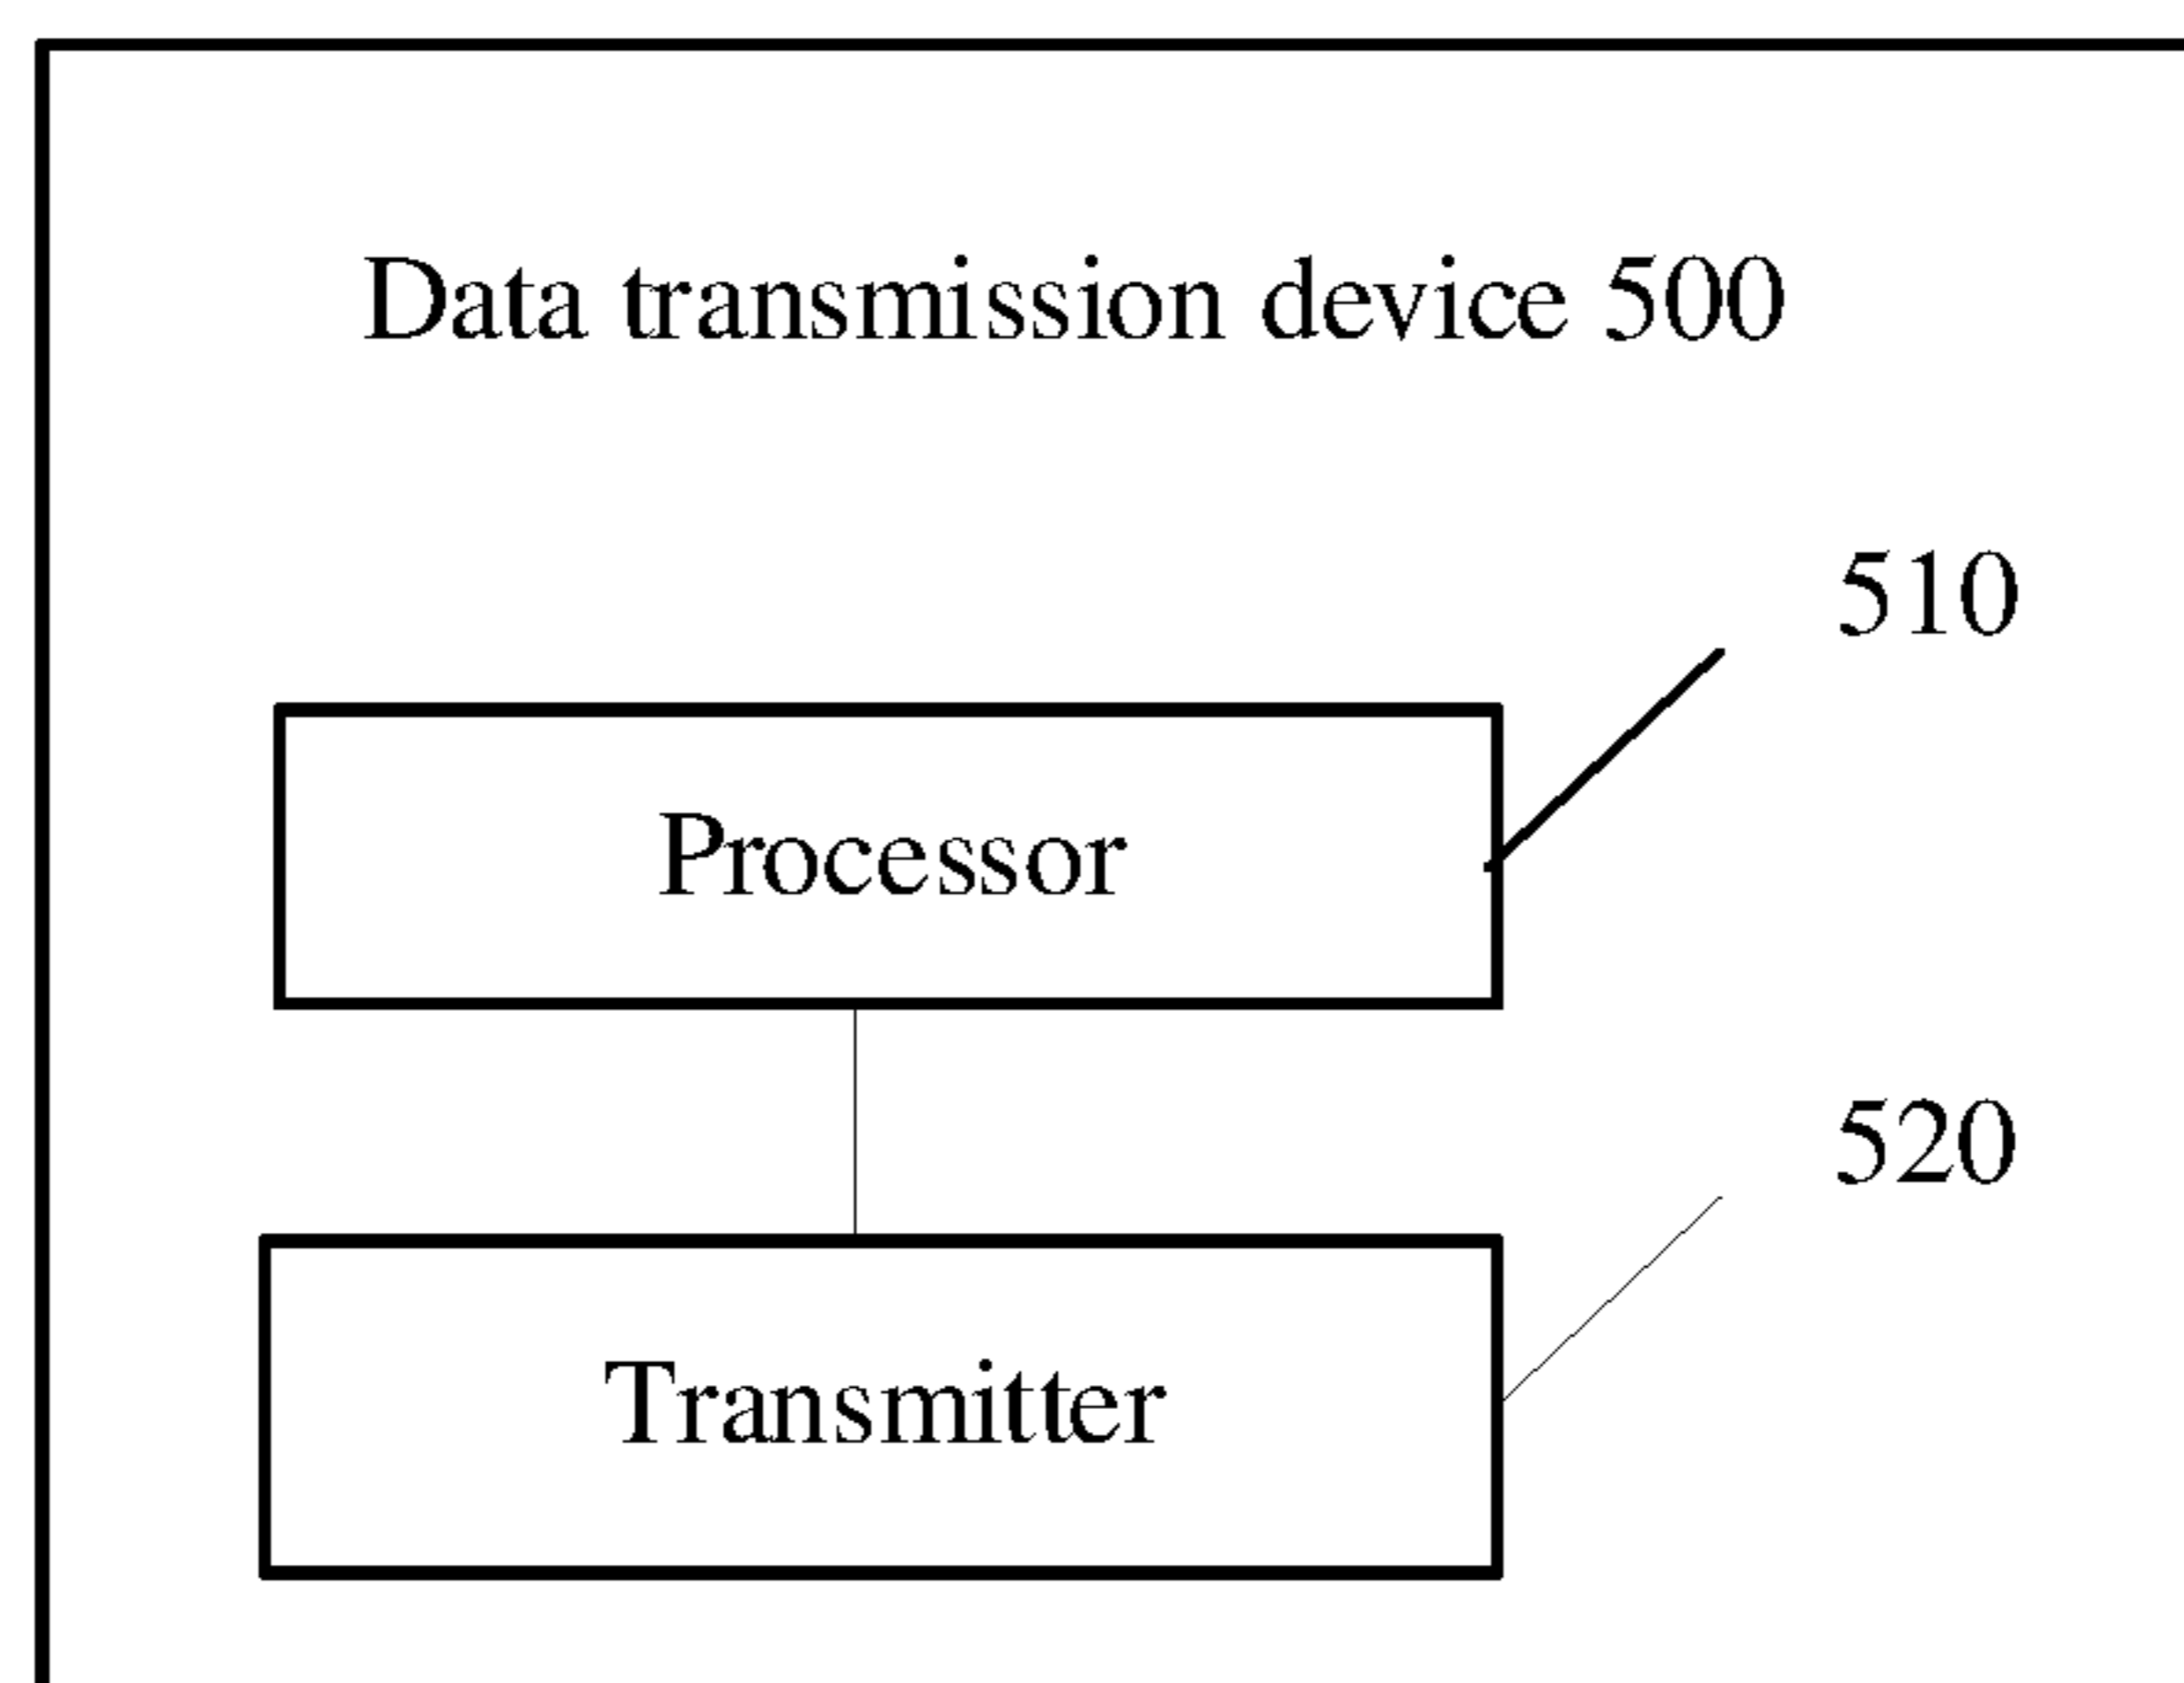 Data transmission device 500
510
Processor
520
Transmitter